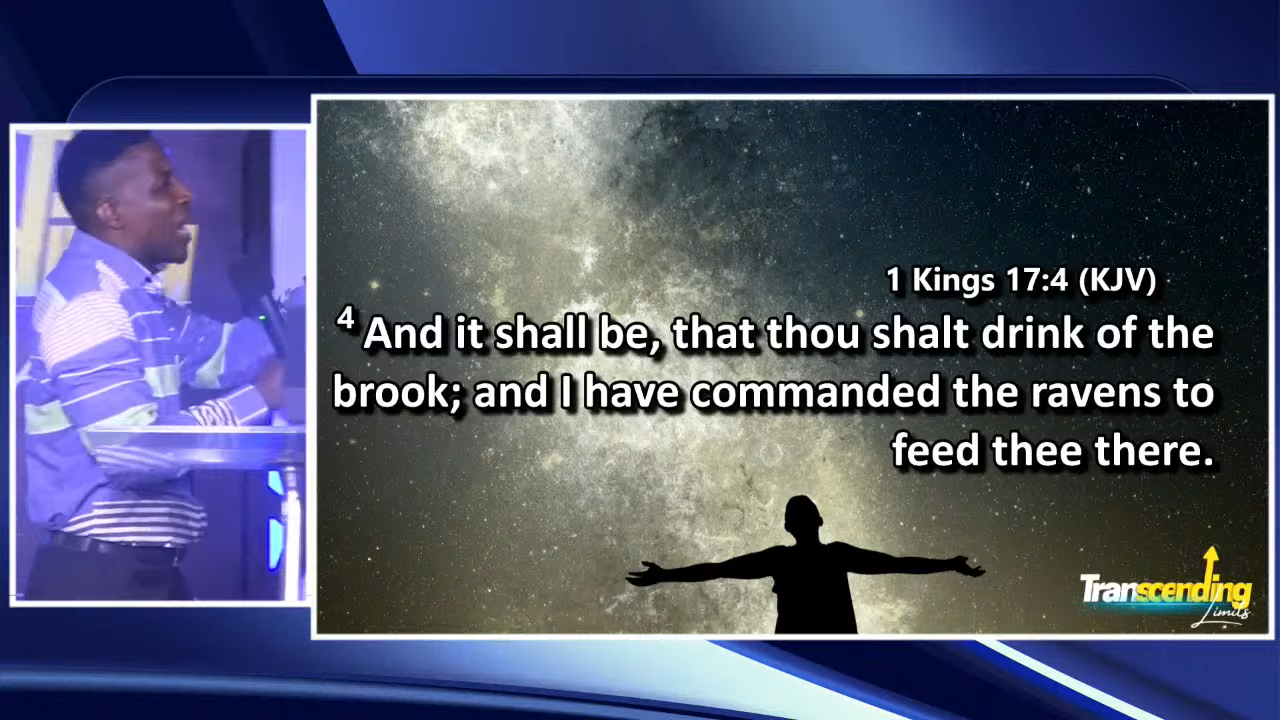 1 Kings 17:4 (KJV)
4 And it shall be, that thou shalt drink of the
brook; and I have commanded the ravens to
feed thee there.
Transcending
Limits